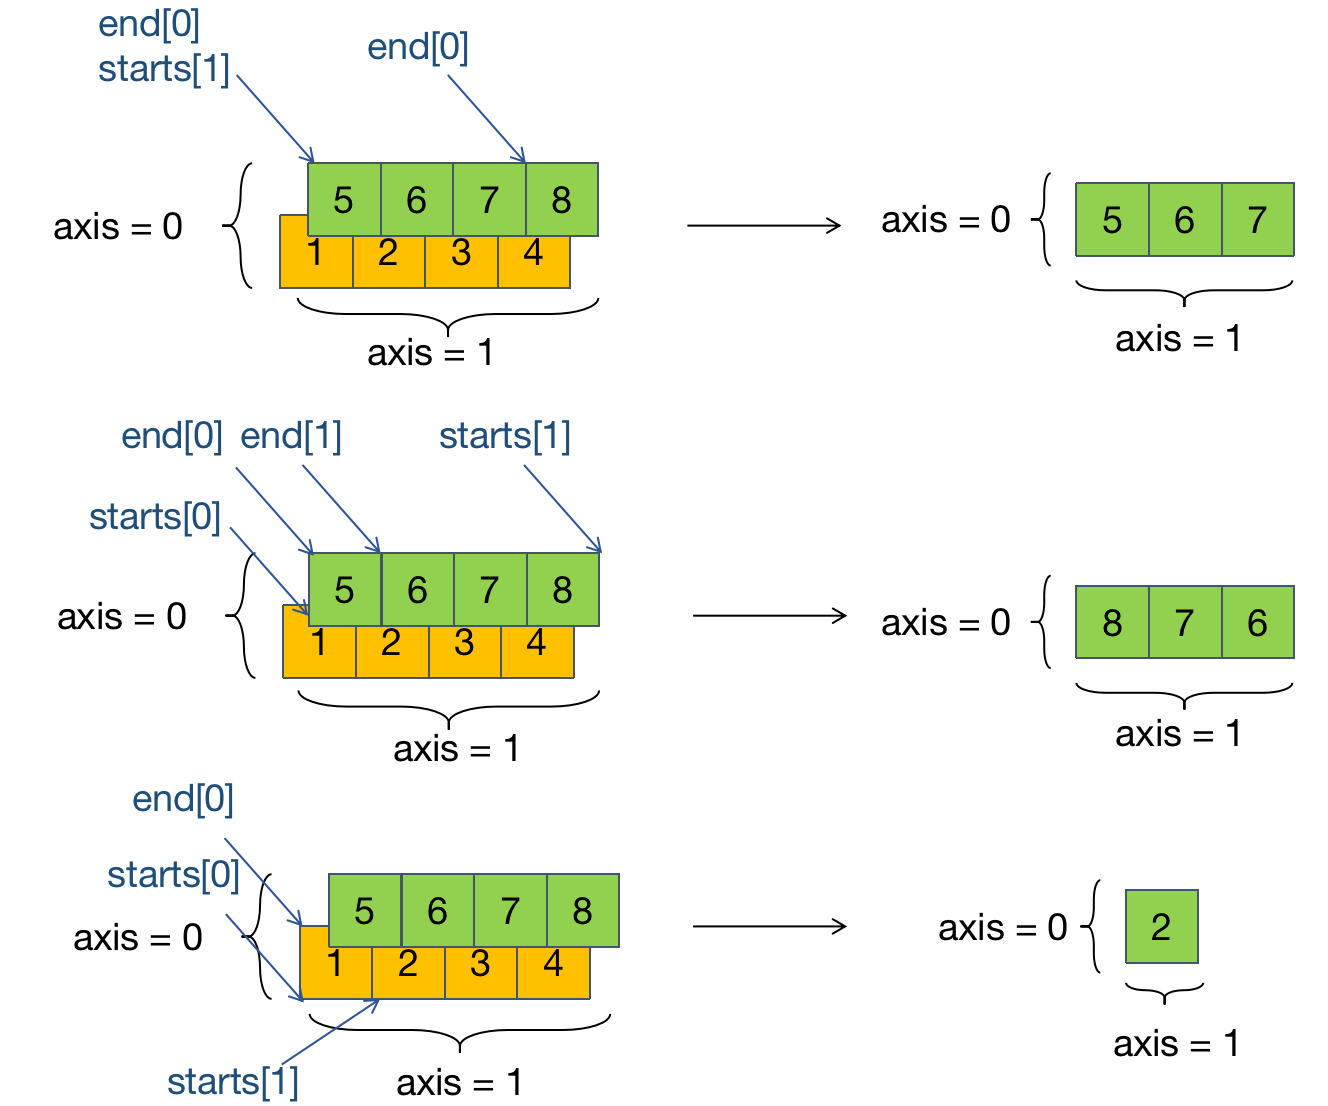 end[0]
starts[1]
end[0]
axis = 0
5 6 7 8
1 2 3 4
axis = 1
axis = 0
5 6 7
axis = 1
end[0] end[1] starts[1]
starts[0]
axis = 0
5 6 7 8
1 2 3 4
axis = 1
axis = 0
8 7 6
axis = 1
end[0]
starts[0]
axis = 0
5 6 7 8
1 2 3 4
starts[1]
axis = 1
axis = 0
2
axis = 1